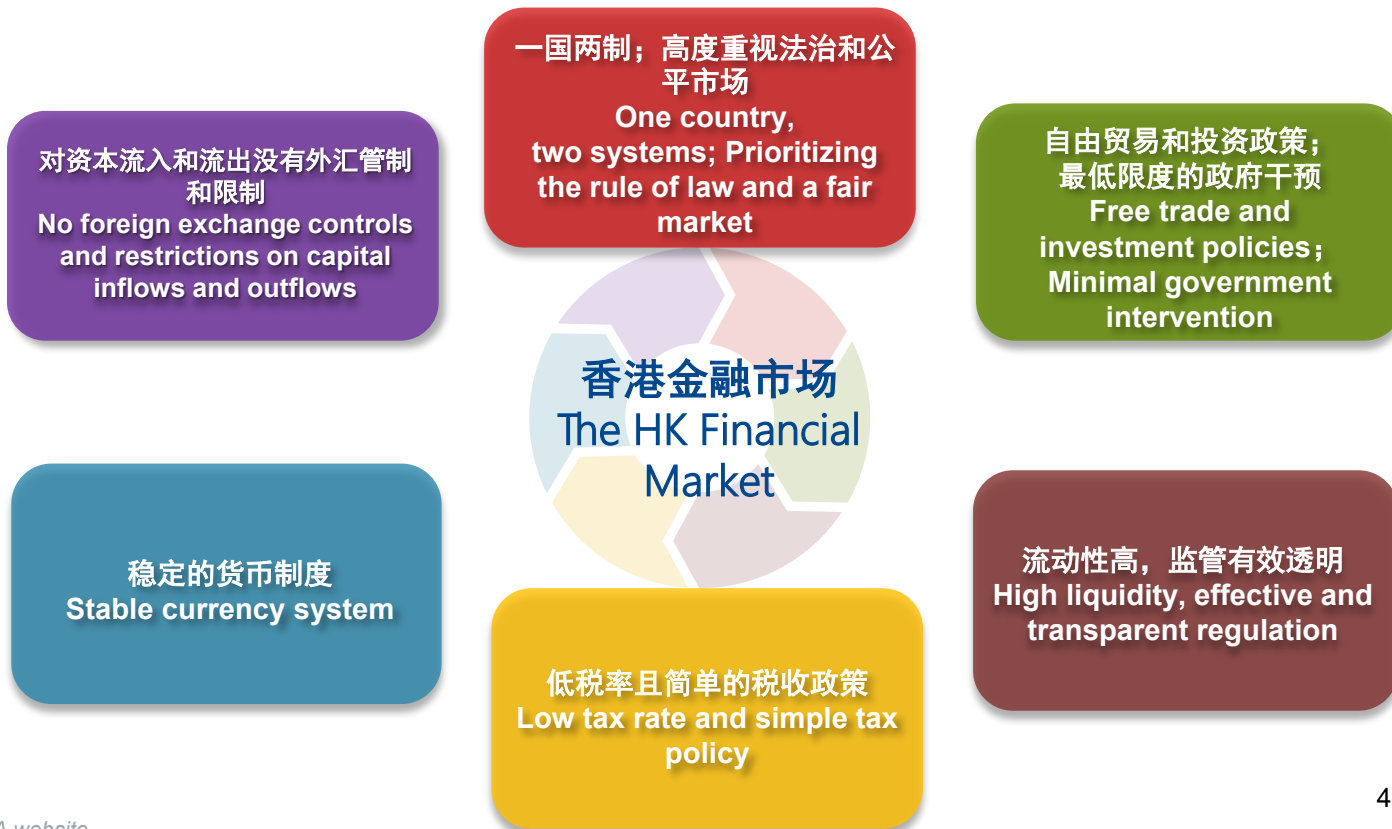 一国两制；高度重视法治和公
平市场
One country,
two systems; Prioritizing
the rule of law and a fair
market
对资本流入和流出没有外汇管制
和限制
No foreign exchange controls
and restrictions on capital
inflows and outflows
自由贸易和投资政策；
最低限度的政府干预
Free trade and
investment policies；
Minimal government
intervention
香港金融市场
The HK Financial
Market
稳定的货币制度
Stable currency system
流动性高，监管有效透明
High liquidity, effective and
transparent regulation
低税率且简单的税收政策
Low tax rate and simple tax
policy
4
website